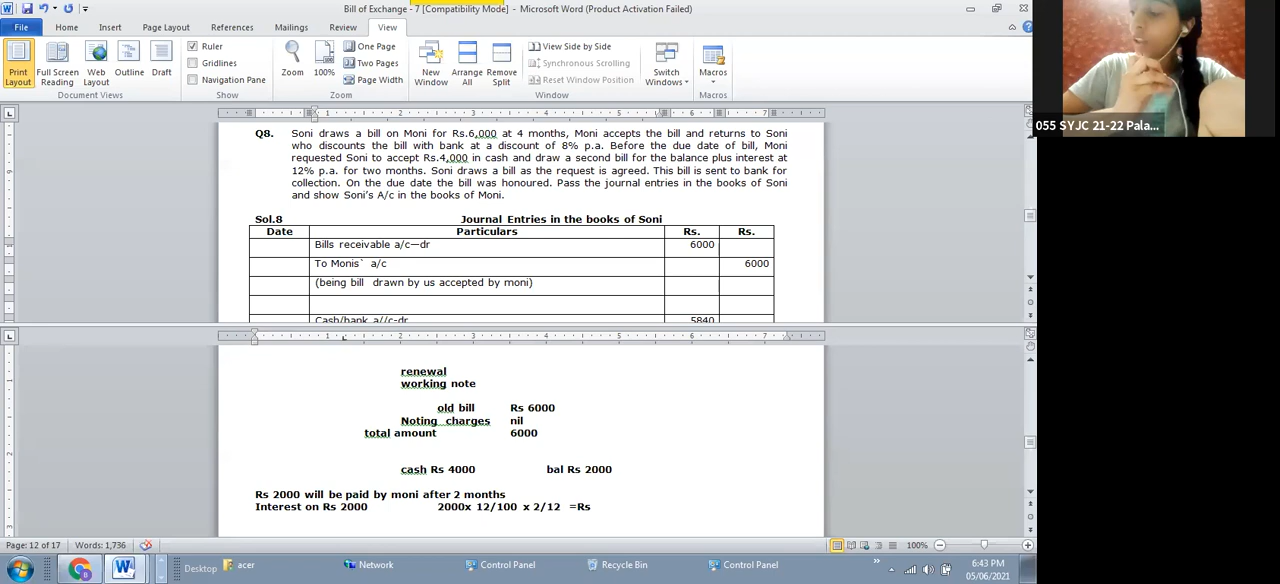 Bill of Exchange - 7 [Compatibility Mode] - Microsoft Word (Product Activation Failed)
File Home Insert Page Layout References Mailings Review View
Print Layout
Full Screen Reading
Web Layout
Outline
Draft
Document Views
Ruler
Gridlines
Navigation Pane
Show
Zoom
100%
One Page
Two Pages
Page Width
Zoom
New Window
Arrange All
Remove Split
View Side by Side
Synchronous Scrolling
Reset Window Position
Window
Switch Windows
Macros
Macros
055 SYJC 21-22 Pala...
Q8. Soni draws a bill on Moni for Rs.6,000 at 4 months, Moni accepts the bill and returns to Soni
who discounts the bill with bank at a discount of 8% p.a. Before the due date of bill, Moni
requested Soni to accept Rs.4,000 in cash and draw a second bill for the balance plus interest at
12% p.a. for two months. Soni draws a bill as the request is agreed. This bill is sent to bank for
collection. On the due date the bill was honoured. Pass the journal entries in the books of Soni
and show Soni's A/c in the books of Moni.
Sol.8 Journal Entries in the books of Soni
Date Particulars Rs. Rs.
Bills receivable a/c—dr 6000
To Monis` a/c 6000
(being bill drawn by us accepted by moni)
Cash/bank a//c-dr 5840
renewal
working note
old bill Rs 6000
Noting charges nil
total amount 6000
cash Rs 4000 bal Rs 2000
Rs 2000 will be paid by moni after 2 months
Interest on Rs 2000 2000x 12/100 x 2/12 =Rs
Page: 12 of 17 Words: 1,736 100%
Desktop acer Network Control Panel Recycle Bin Control Panel
6:43 PM
05/06/2021